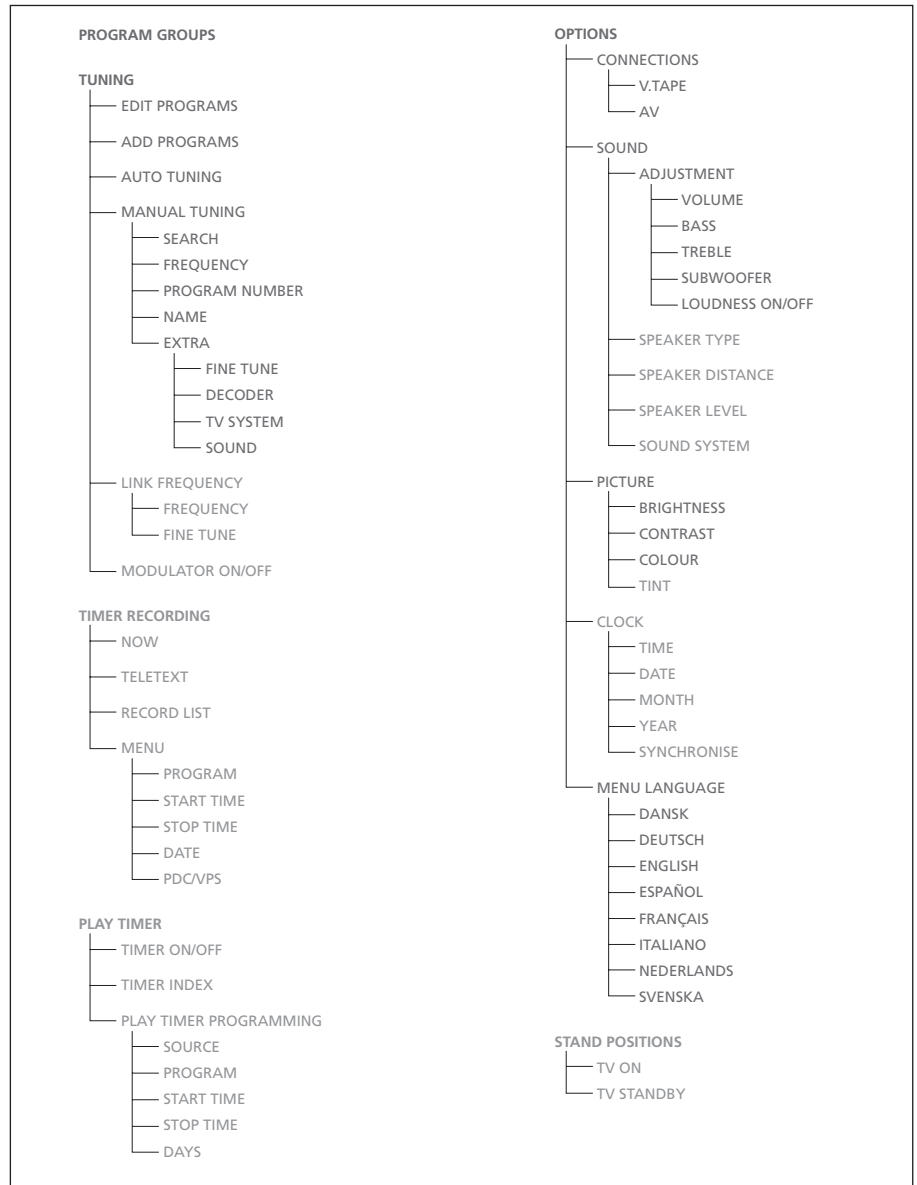 PROGRAM GROUPS
TUNING
EDIT PROGRAMS
ADD PROGRAMS
AUTO TUNING
MANUAL TUNING
SEARCH
FREQUENCY
PROGRAM NUMBER
NAME
EXTRA
FINE TUNE
DECODER
TV SYSTEM
SOUND
LINK FREQUENCY
FREQUENCY
FINE TUNE
MODULATOR ON/OFF
TIMER RECORDING
NOW
TELETEXT
RECORD LIST
MENU
PROGRAM
START TIME
STOP TIME
DATE
PDC/VPS
PLAY TIMER
TIMER ON/OFF
TIMER INDEX
PLAY TIMER PROGRAMMING
SOURCE
PROGRAM
START TIME
STOP TIME
DAYS
OPTIONS
CONNECTIONS
V.TAPE
AV
SOUND
ADJUSTMENT
VOLUME
BASS
TREBLE
SUBWOOFER
LOUDNESS ON/OFF
SPEAKER TYPE
SPEAKER DISTANCE
SPEAKER LEVEL
SOUND SYSTEM
PICTURE
BRIGHTNESS
CONTRAST
COLOUR
TINT
CLOCK
TIME
DATE
MONTH
YEAR
SYNCHRONISE
MENU LANGUAGE
DANSK
DEUTSCH
ENGLISH
ESPAÑOL
FRANÇAIS
ITALIANO
NEDERLANDS
SVENSKA
STAND POSITIONS
TV ON
TV STANDBY